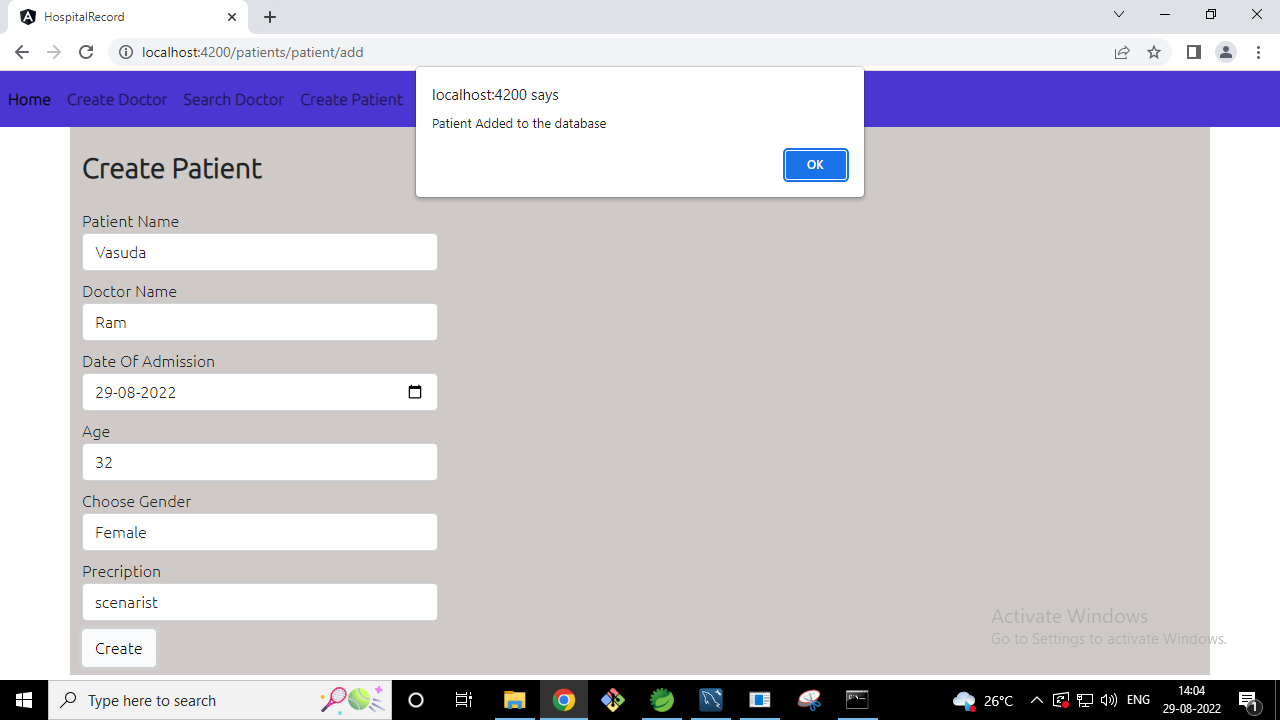 HospitalRecord
localhost:4200/patients/patient/add
localhost:4200 says
Patient Added to the database
OK
Home Create Doctor Search Doctor Create Patient
Create Patient
Patient Name
Vasuda
Doctor Name
Ram
Date Of Admission
29-08-2022
Age
32
Choose Gender
Female
Precription
scenarist
Create
Activate Windows
Go to Settings to activate Windows.
Type here to search
26°C
ENG
14:04
29-08-2022
1